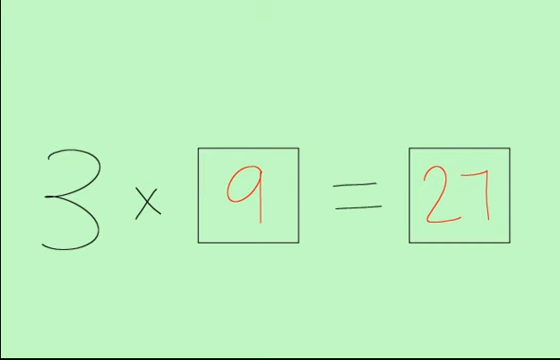 3 × 9 = 27